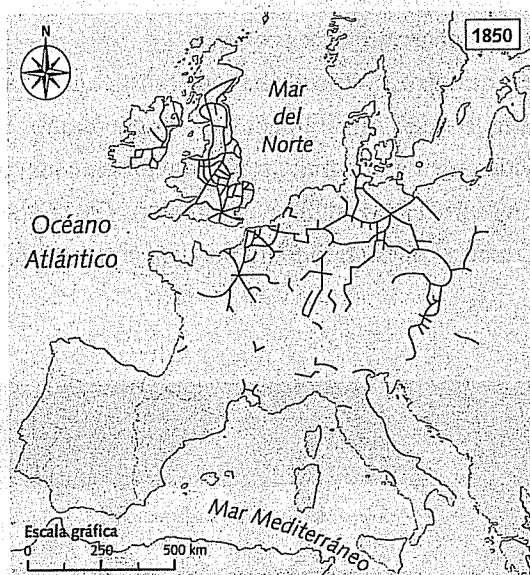 N
1850
Mar
del
Norte
Océano
Atlántico
Mar Mediterráneo
Escala gráfica
0 250 500 km